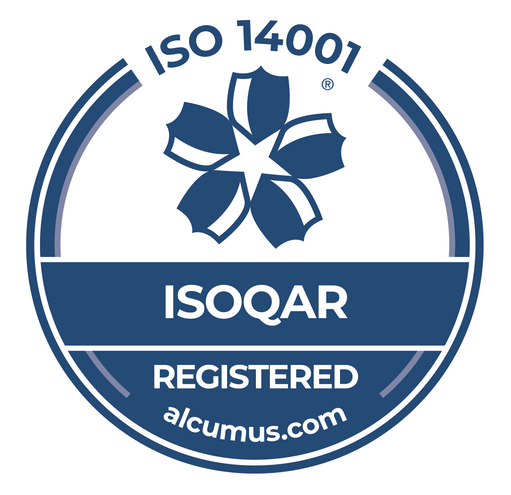 ISO 14001
®
ISOQAR
REGISTERED
alcumus.com